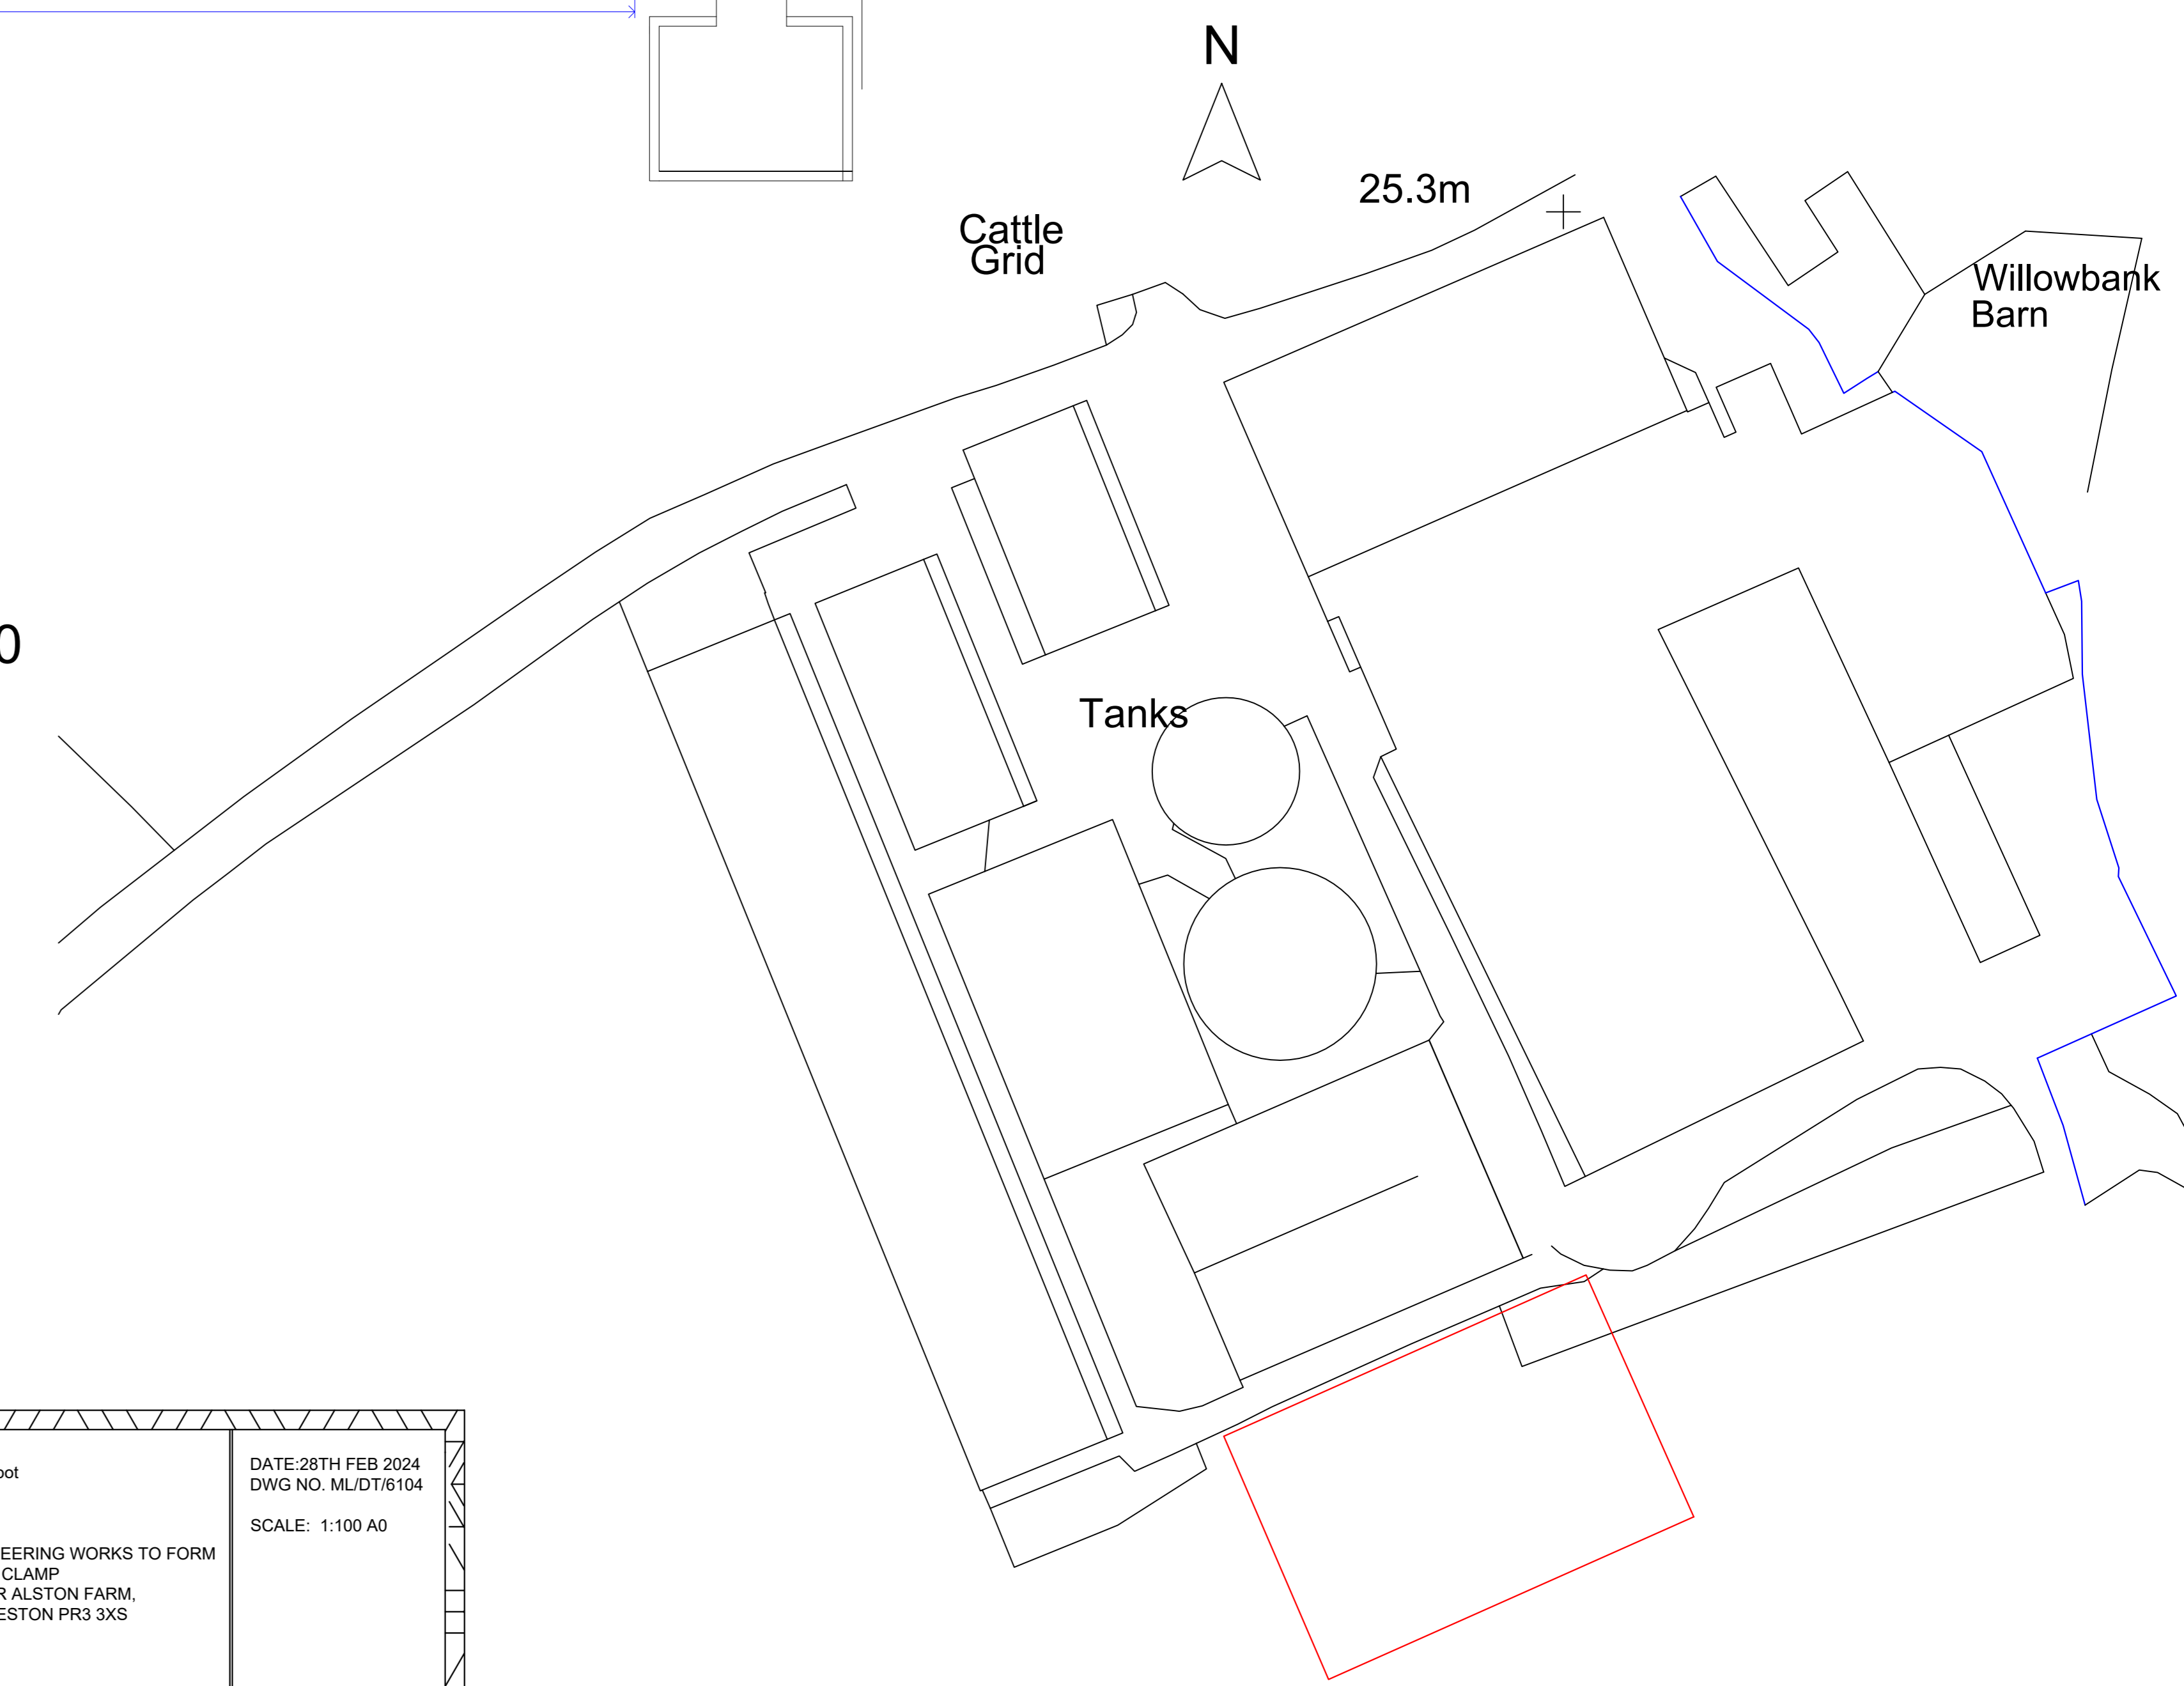 N
25.3m
Cattle
Grid
Willowbank
Barn
0
Tanks
DATE:28TH FEB 2024
DWG NO. ML/DT/6104
SCALE: 1:100 A0
EERING WORKS TO FORM
CLAMP
R ALSTON FARM,
ESTON PR3 3XS